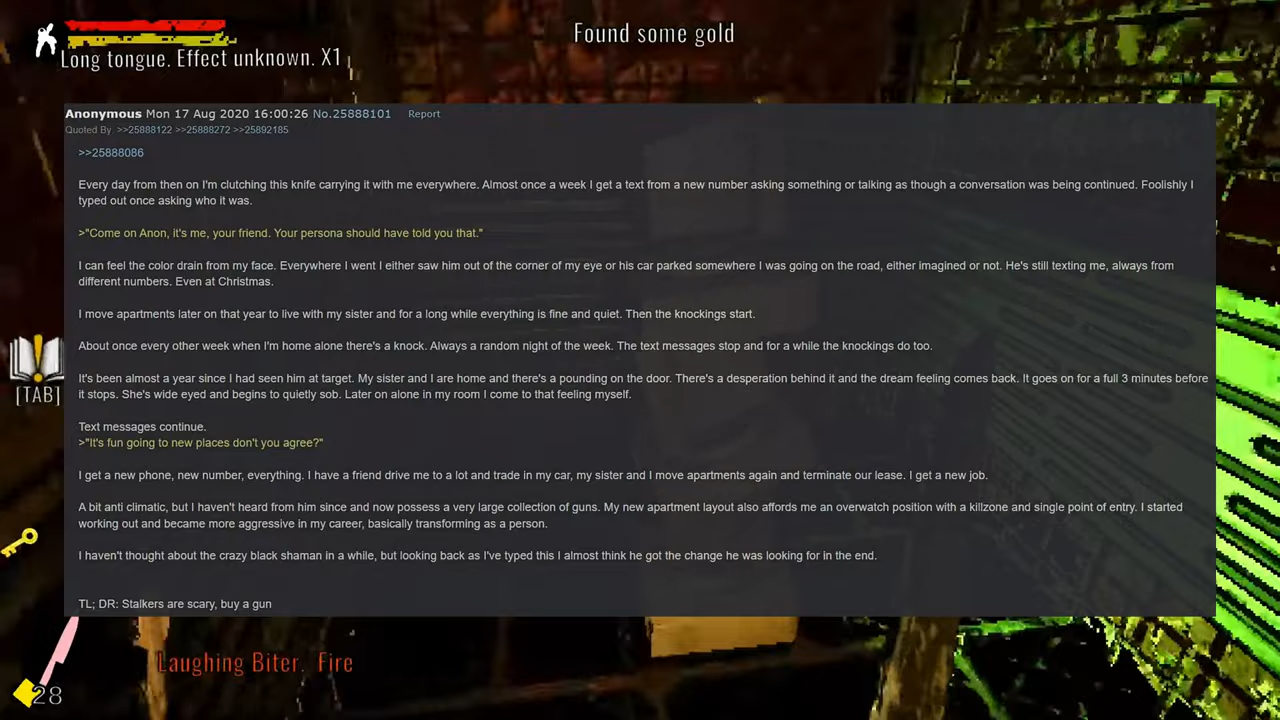 Found some gold
Long tongue. Effect unknown. X1
Anonymous Mon 17 Aug 2020 16:00:26 No.25888101 Report
Quoted By: >>25888122 >>25888272 >>25892185
>>25888086
Every day from then on I'm clutching this knife carrying it with me everywhere. Almost once a week I get a text from a new number asking something or talking as though a conversation was being continued. Foolishly I
typed out once asking who it was.
>"Come on Anon, it's me, your friend. Your persona should have told you that."
I can feel the color drain from my face. Everywhere I went I either saw him out of the corner of my eye or his car parked somewhere I was going on the road, either imagined or not. He's still texting me, always from
different numbers. Even at Christmas.
I move apartments later on that year to live with my sister and for a long while everything is fine and quiet. Then the knockings start.
About once every other week when I'm home alone there's a knock. Always a random night of the week. The text messages stop and for a while the knockings do too.
[TAB]
It's been almost a year since I had seen him at target. My sister and I are home and there's a pounding on the door. There's a desperation behind it and the dream feeling comes back. It goes on for a full 3 minutes before
it stops. She's wide eyed and begins to quietly sob. Later on alone in my room I come to that feeling myself.
Text messages continue.
>"It's fun going to new places don't you agree?"
I get a new phone, new number, everything. I have a friend drive me to a lot and trade in my car, my sister and I move apartments again and terminate our lease. I get a new job.
A bit anti climatic, but I haven't heard from him since and now possess a very large collection of guns. My new apartment layout also affords me an overwatch position with a killzone and single point of entry. I started
working out and became more aggressive in my career, basically transforming as a person.
I haven't thought about the crazy black shaman in a while, but looking back as I've typed this I almost think he got the change he was looking for in the end.
TL; DR: Stalkers are scary, buy a gun
Laughing Biter. Fire
28